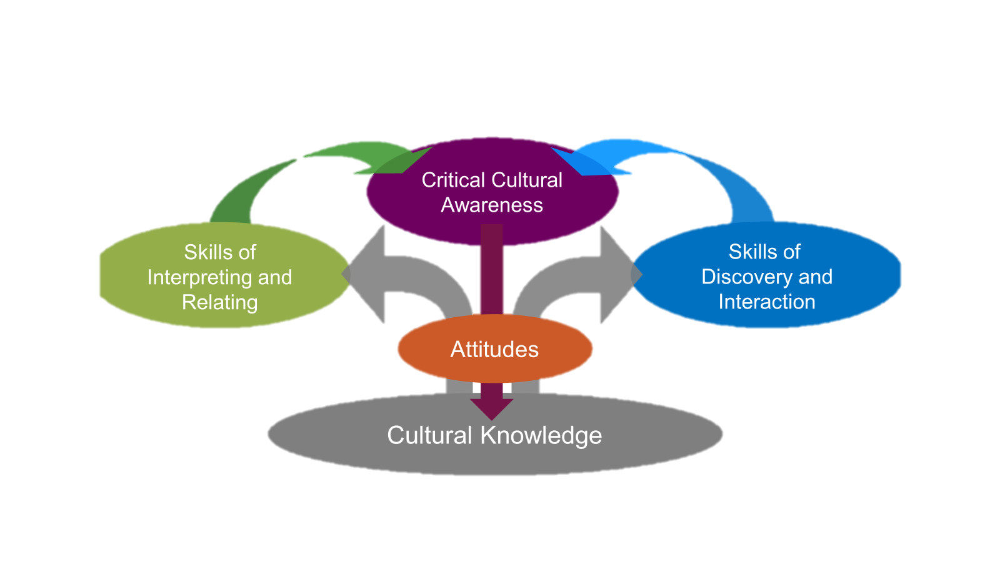 Critical Cultural
Awareness
Skills of
Interpreting and
Relating
Skills of
Discovery and
Interaction
Attitudes
Cultural Knowledge